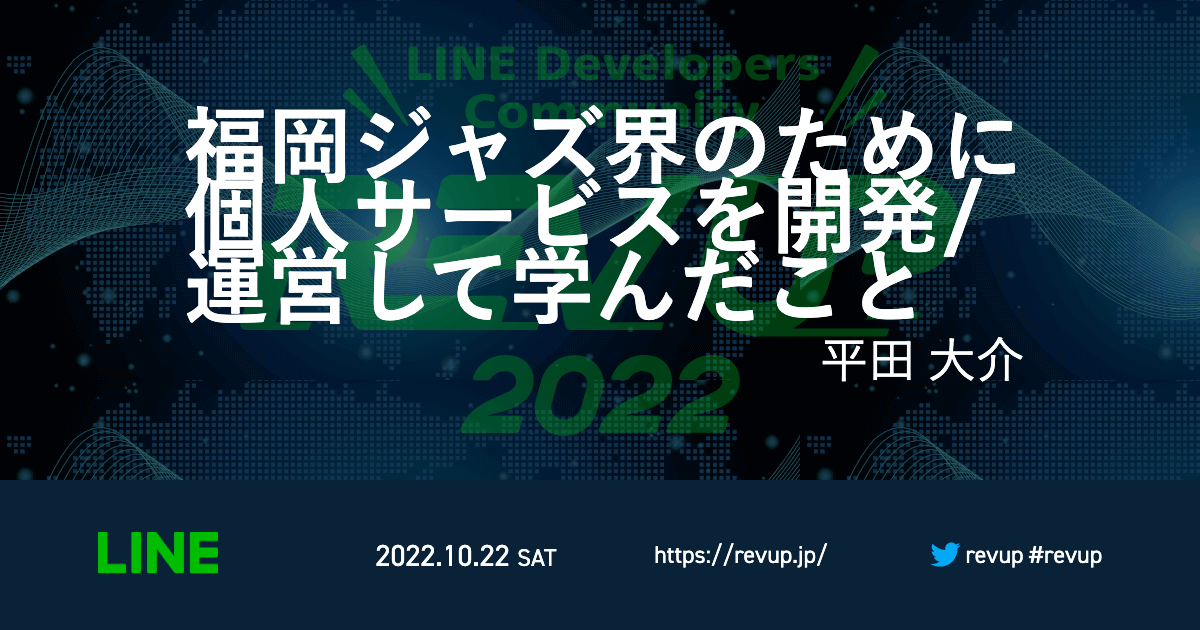 LINE Developers
Community
福岡ジャズ界のために
個人サービスを開発/
運営して学んだこと
REVUP
2022
平田 大介
LINE
2022.10.22 SAT
https://revup.jp/
revup #revup